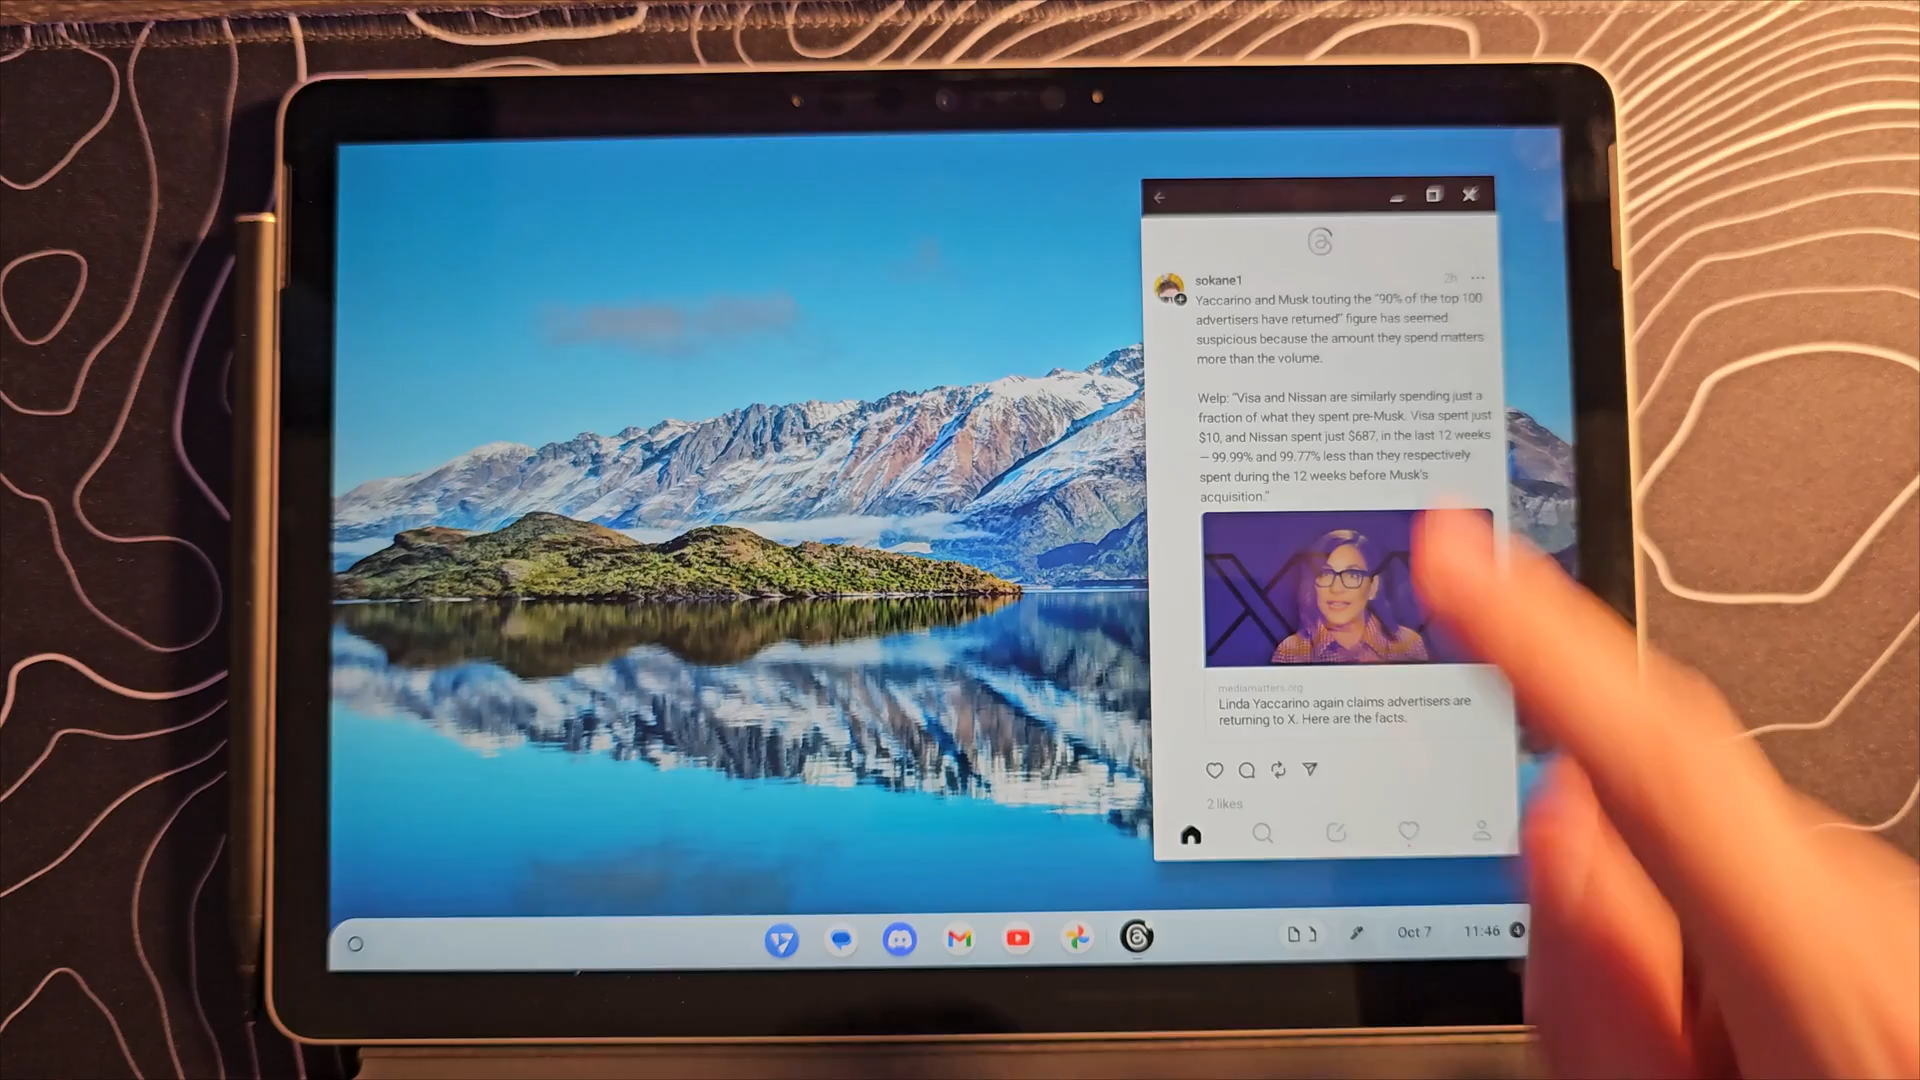 sokane1
2h
Yaccarino and Musk touting the “90% of the top 100
advertisers have returned” figure has seemed
suspicious because the amount they spend matters
more than the volume.
Welp: “Visa and Nissan are similarly spending just a
fraction of what they spent pre-Musk. Visa spent just
$10, and Nissan spent just $687, in the last 12 weeks
— 99.99% and 99.77% less than they respectively
spent during the 12 weeks before Musk's
acquisition.”
mediamatters.org
Linda Yaccarino again claims advertisers are
returning to X. Here are the facts.
2 likes
Oct 7
11:46
4